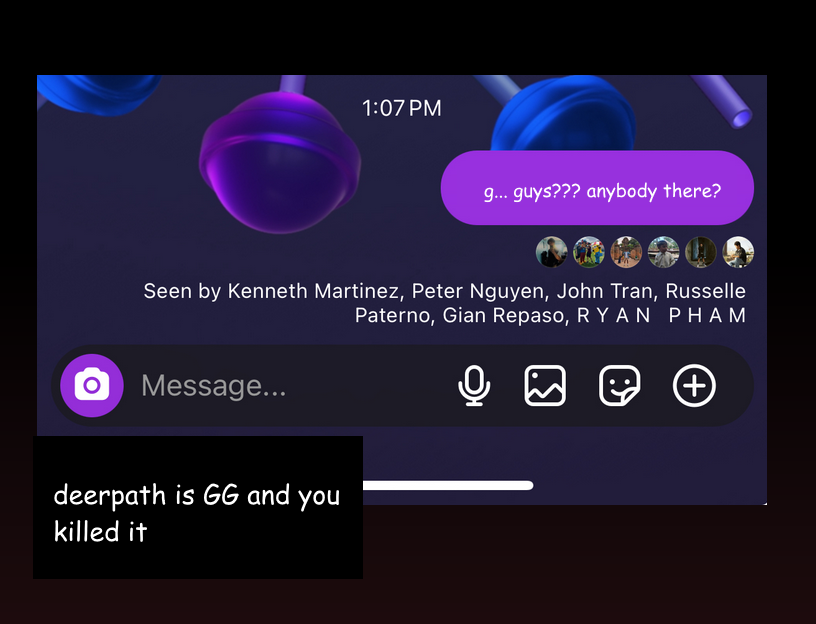 1:07 PM
g... guys??? anybody there?
Seen by Kenneth Martinez, Peter Nguyen, John Tran, Russelle
Paterno, Gian Repaso, R Y A N   P H A M
Message...
deerpath is GG and you
killed it